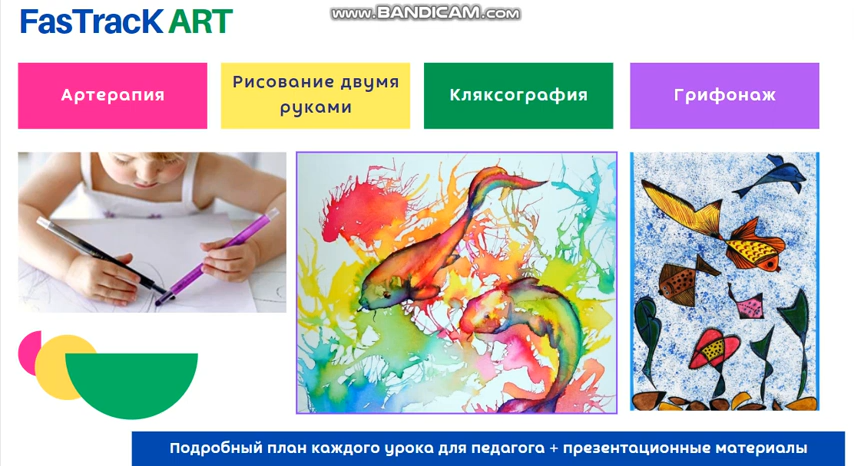 www.BANDICAM.com
FasTracK ART
Артерапия
Рисование двумя
руками
Кляксография
Грифонаж
Подробный план каждого урока для педагога + презентационные материалы